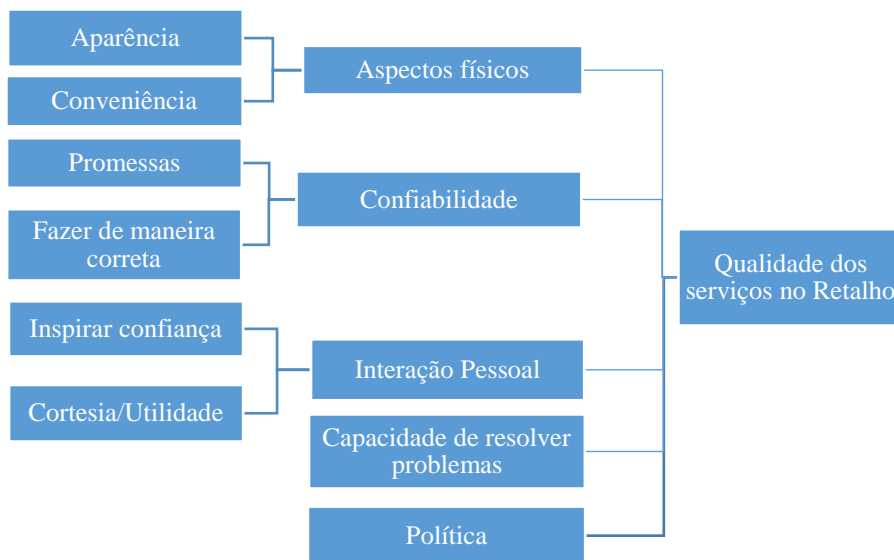 Aparência
Conveniência
Aspectos físicos
Promessas
Fazer de maneira
correta
Confiabilidade
Inspirar confiança
Cortesia/Utilidade
Interação Pessoal
Capacidade de resolver
problemas
Política
Qualidade dos
serviços no Retalho